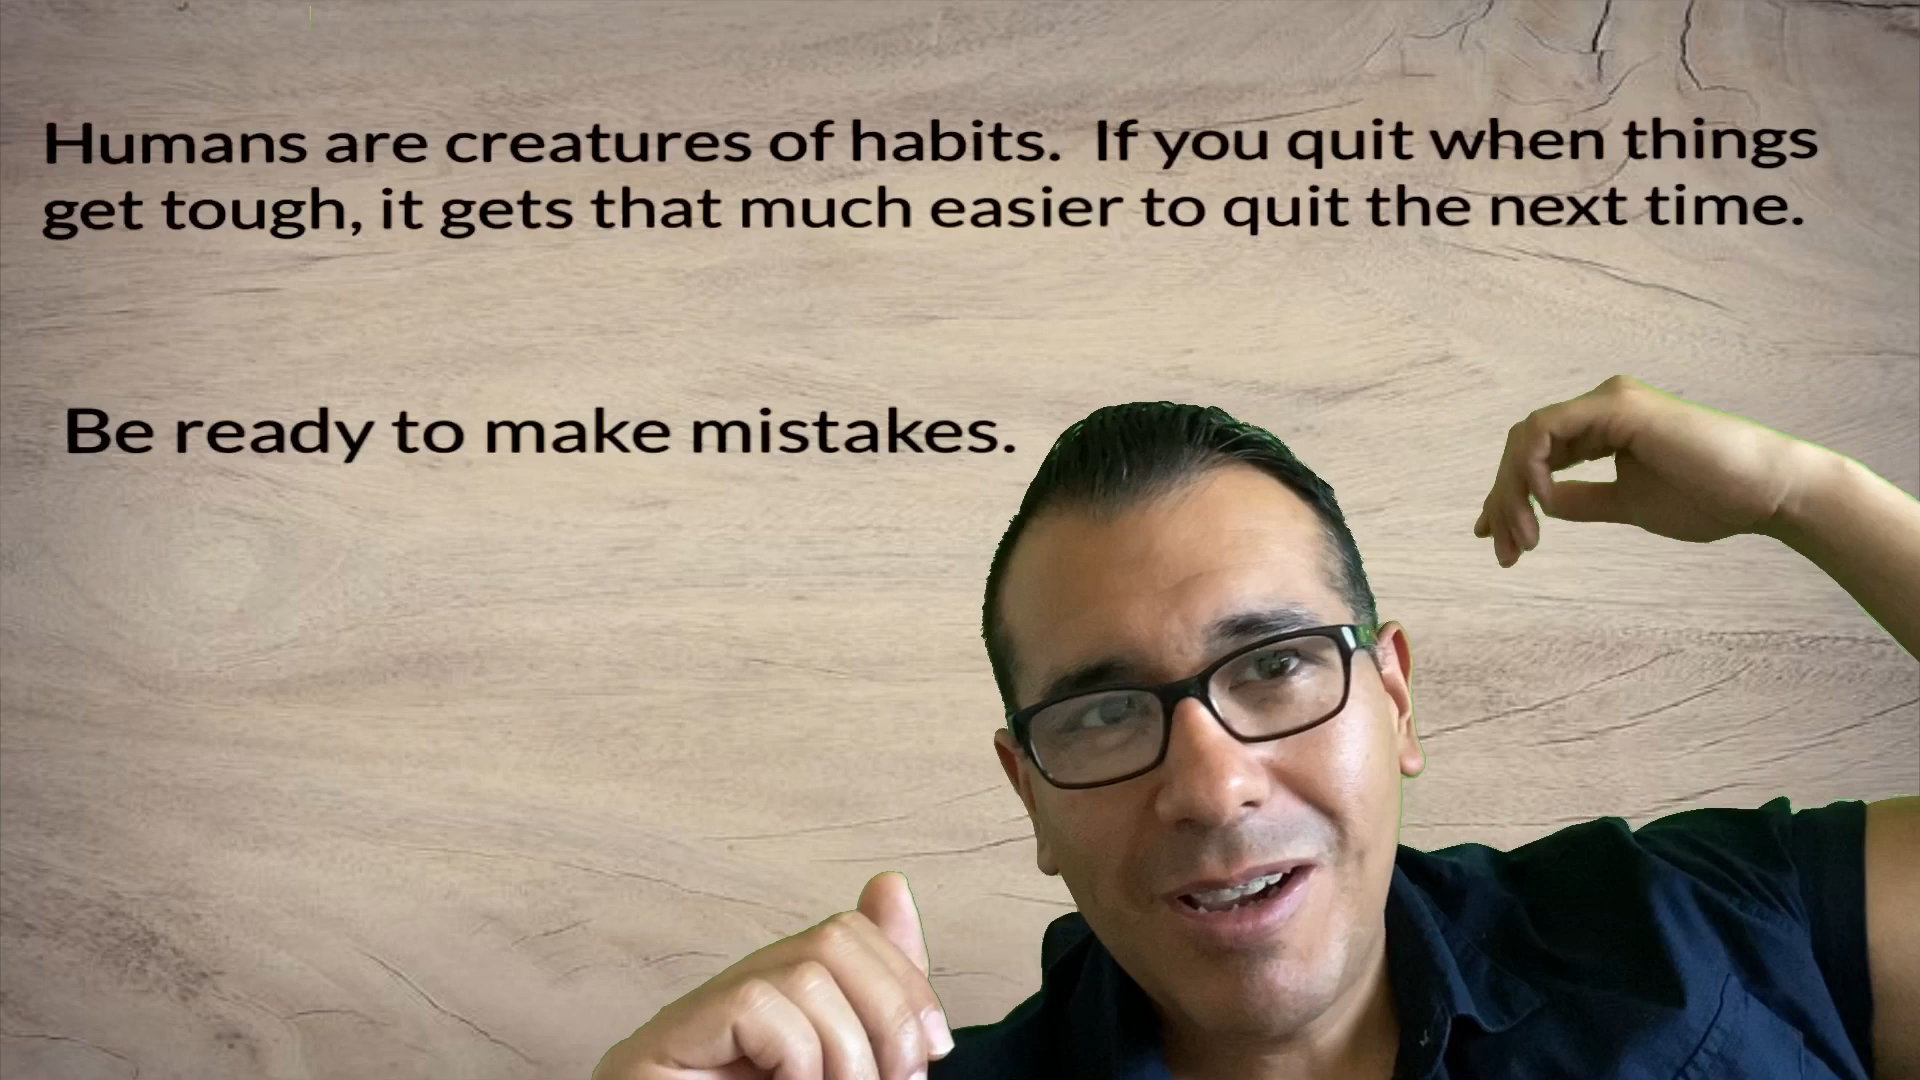 Humans are creatures of habits.  If you quit when things
get tough, it gets that much easier to quit the next time.
Be ready to make mistakes.